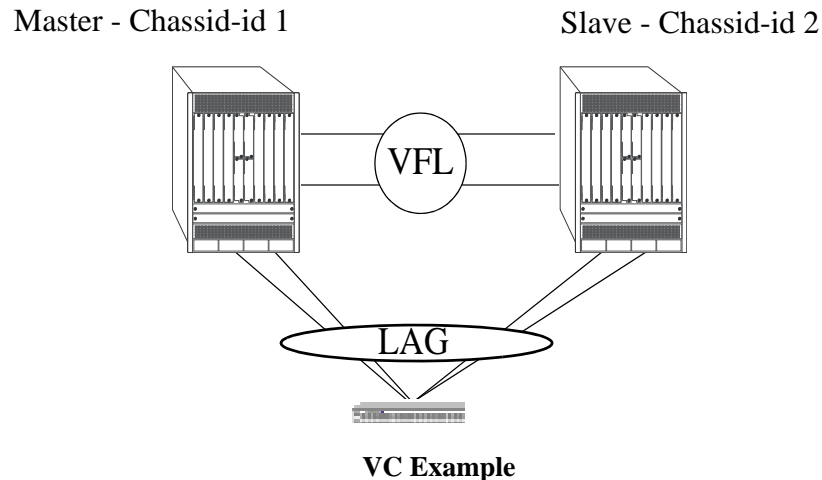 Master - Chassid-id 1
Slave - Chassid-id 2
VFL
LAG
VC Example